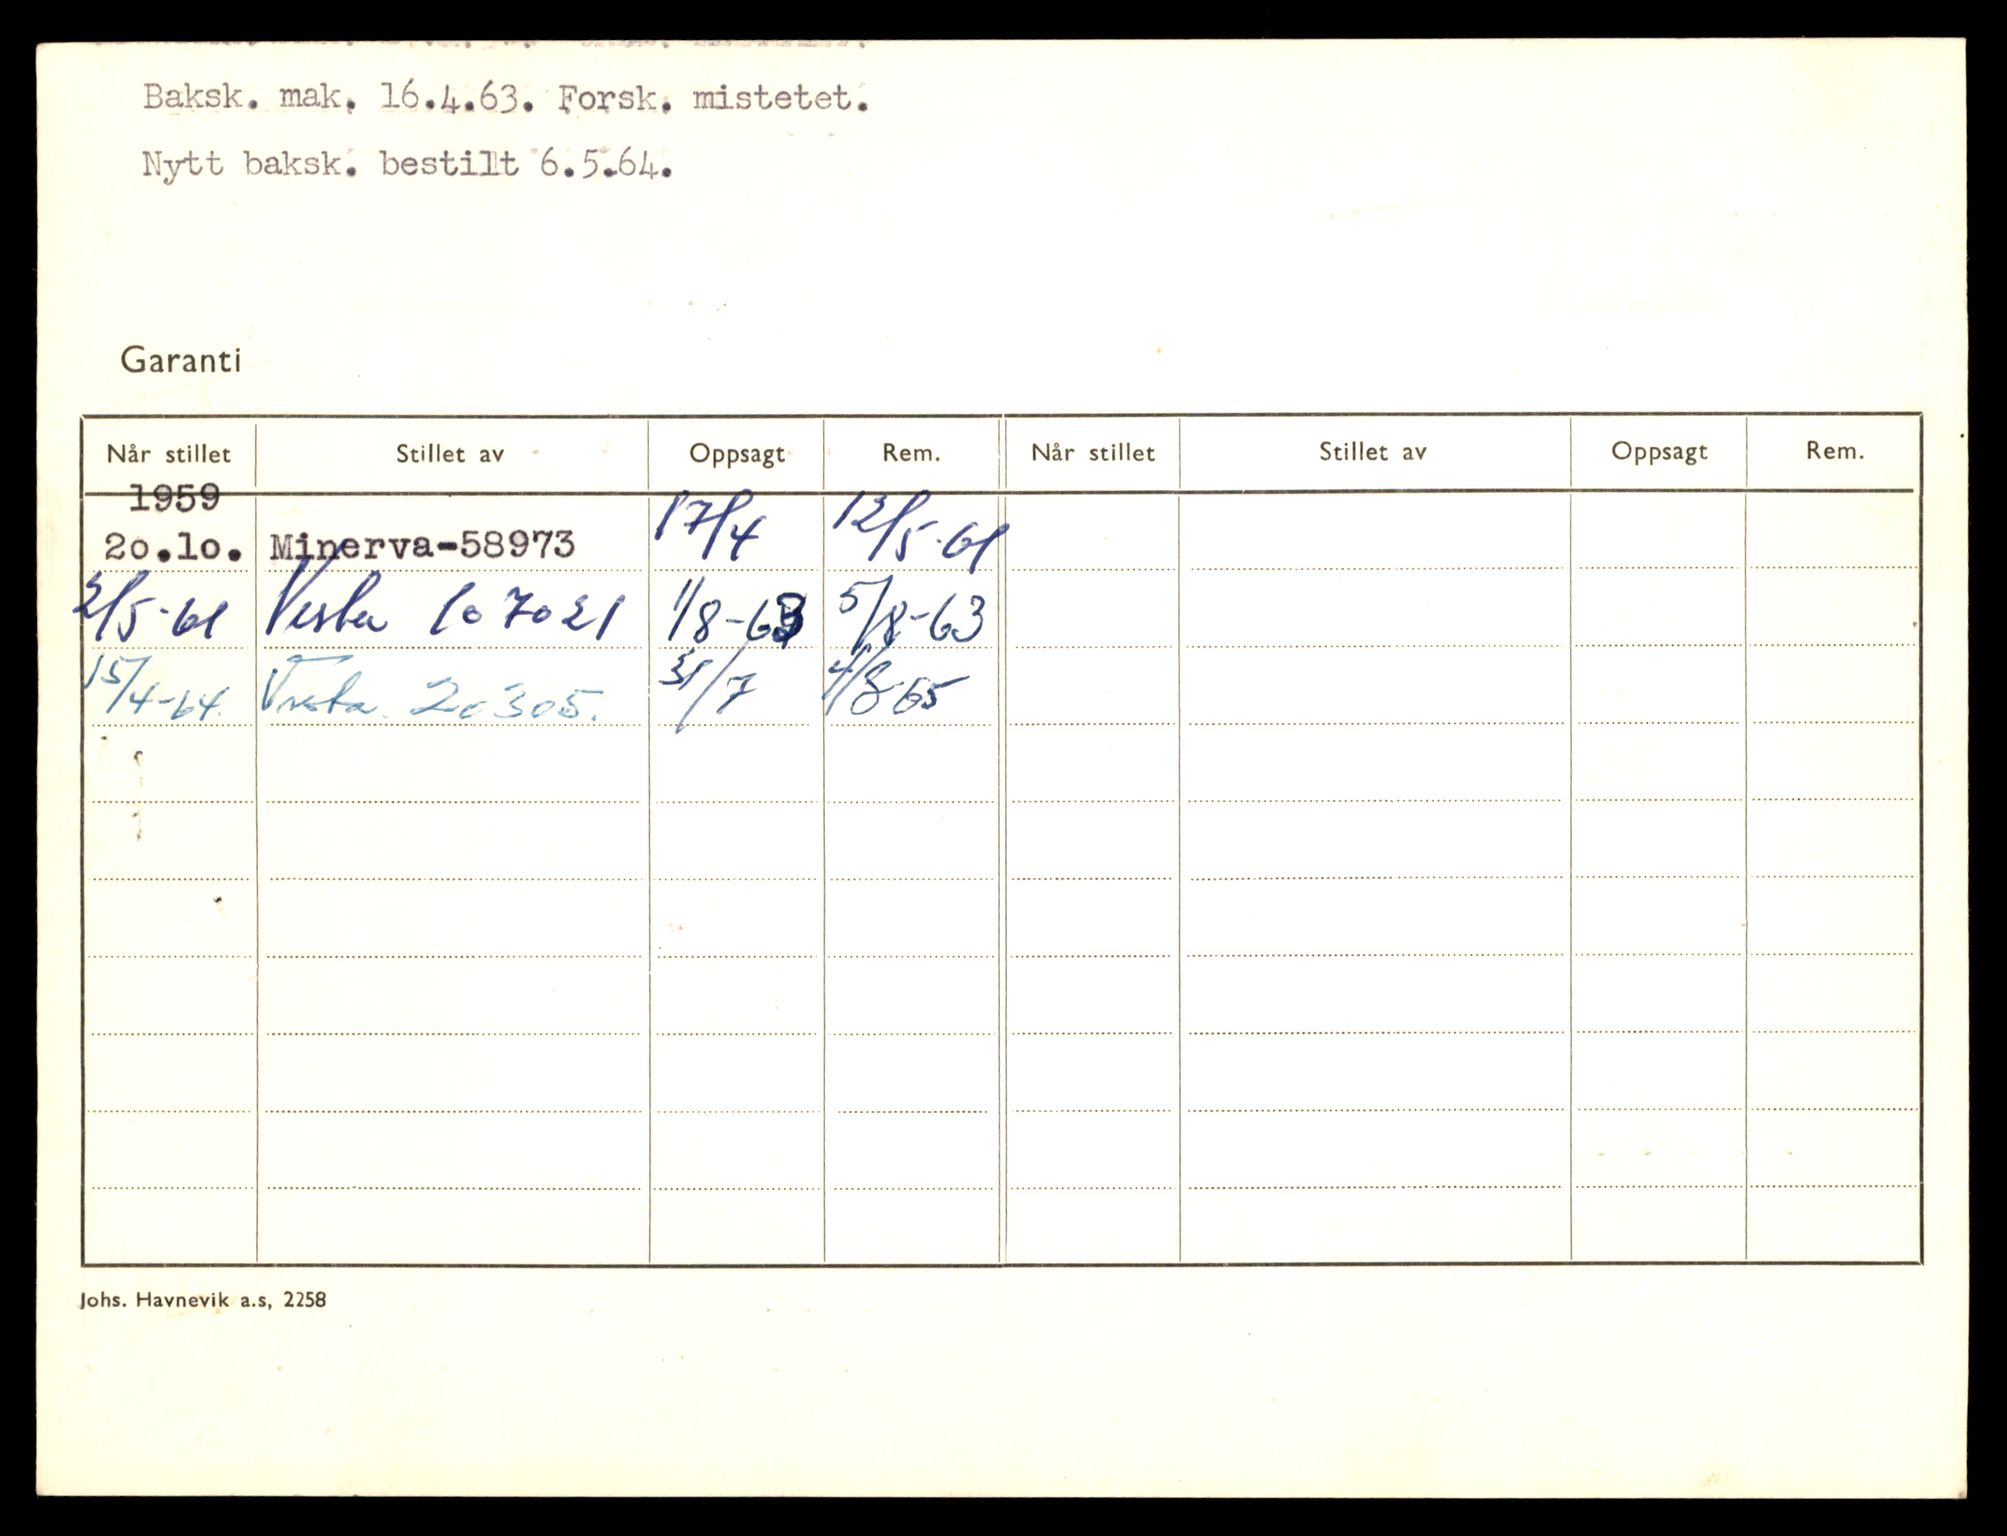 Baksk. mak. 16.4.63. Forsk. mistetet.
Nytt baksk. bestilt 6.5.64.
Garanti
Når stillet Stillet av Oppsagt Rem. Når stillet Stillet av Oppsagt Rem.
1959
2o.1o. Minerva-58973 17/4 12/5-61
2/5-61 Vesta 107021 1/8-63 5/8-63
15/4-64. Vesta 20305. 31/7 4/8-65
Johs. Havnevik a.s, 2258